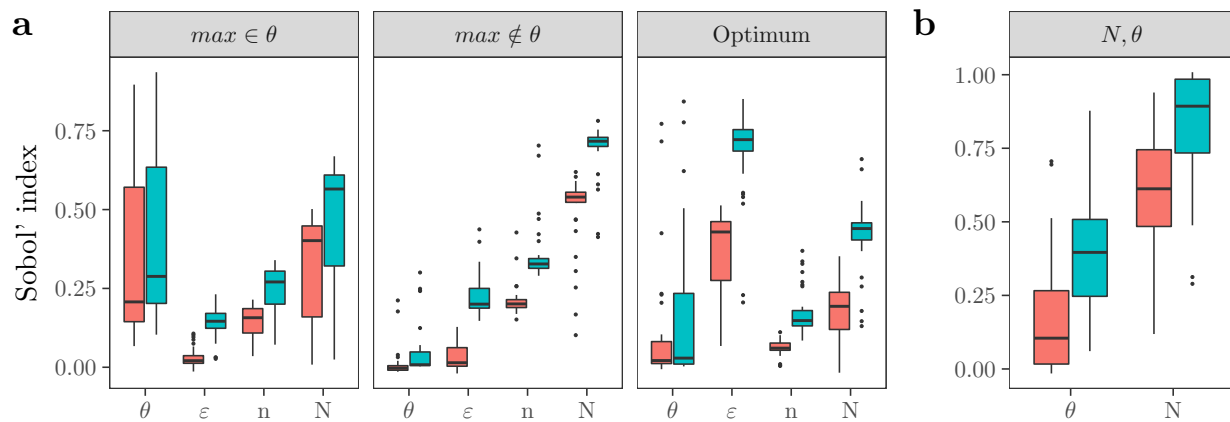 a
max ∈ θ
max ∉ θ
Optimum
b
N, θ
Sobol' index
0.75
0.50
0.25
0.00
θ ε n N
θ ε n N
θ ε n N
1.00
0.75
0.50
0.25
0.00
θ N